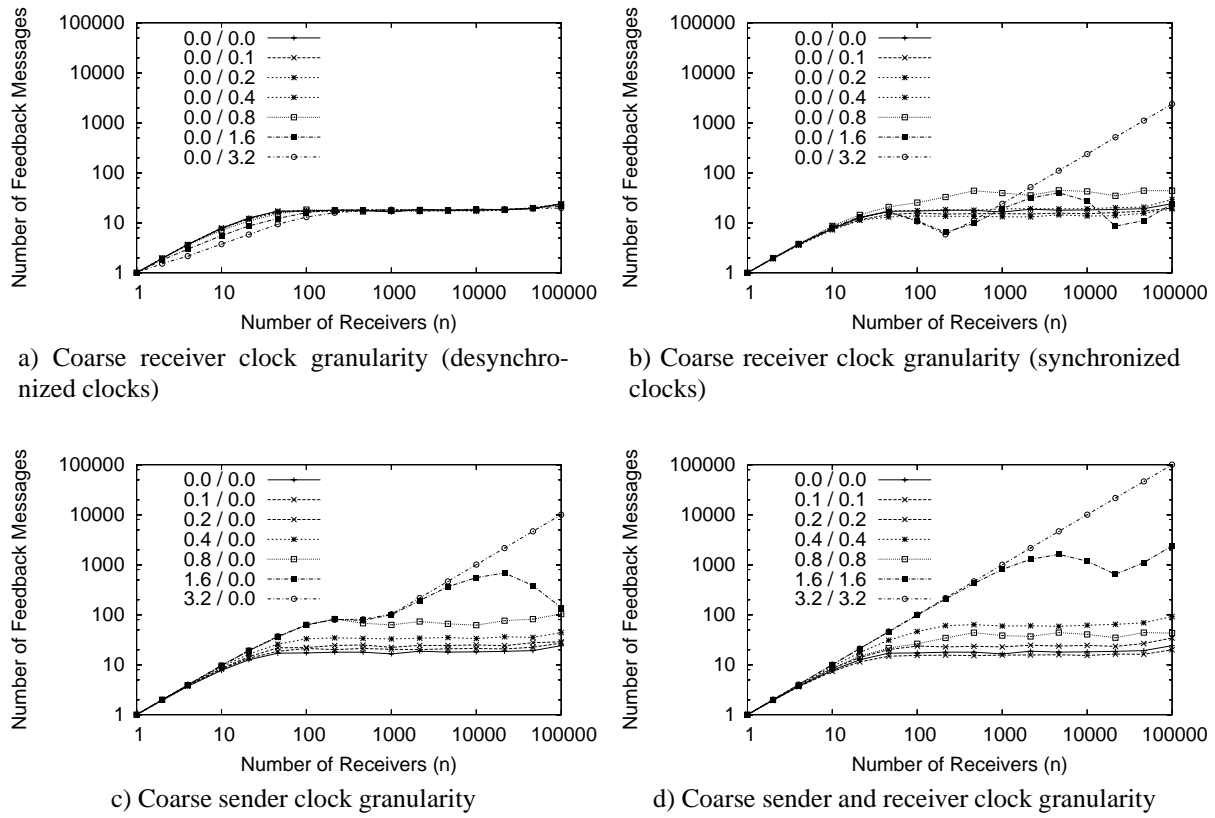 Number of Feedback Messages
100000
10000
1000
100
10
1
0.0 / 0.0
0.0 / 0.1
0.0 / 0.2
0.0 / 0.4
0.0 / 0.8
0.0 / 1.6
0.0 / 3.2
1 10 100 1000 10000 100000
Number of Receivers (n)
a) Coarse receiver clock granularity (desynchro-
nized clocks)
Number of Feedback Messages
100000
10000
1000
100
10
1
0.0 / 0.0
0.0 / 0.1
0.0 / 0.2
0.0 / 0.4
0.0 / 0.8
0.0 / 1.6
0.0 / 3.2
1 10 100 1000 10000 100000
Number of Receivers (n)
b) Coarse receiver clock granularity (synchronized
clocks)
Number of Feedback Messages
100000
10000
1000
100
10
1
0.0 / 0.0
0.1 / 0.0
0.2 / 0.0
0.4 / 0.0
0.8 / 0.0
1.6 / 0.0
3.2 / 0.0
1 10 100 1000 10000 100000
Number of Receivers (n)
c) Coarse sender clock granularity
Number of Feedback Messages
100000
10000
1000
100
10
1
0.0 / 0.0
0.1 / 0.1
0.2 / 0.2
0.4 / 0.4
0.8 / 0.8
1.6 / 1.6
3.2 / 3.2
1 10 100 1000 10000 100000
Number of Receivers (n)
d) Coarse sender and receiver clock granularity